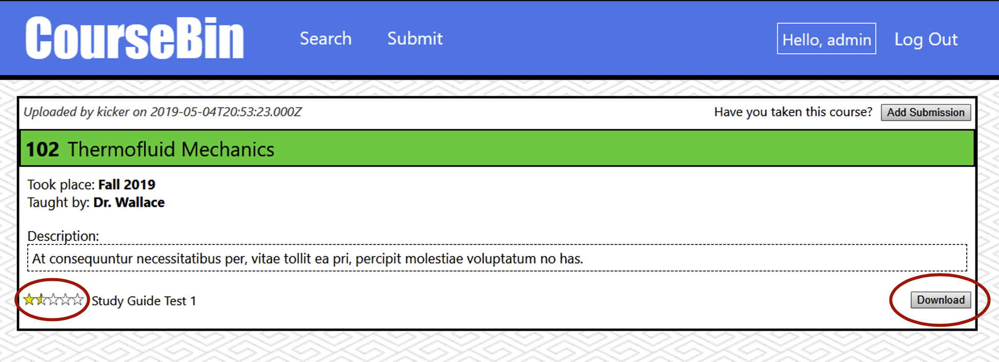 CourseBin Search Submit Hello, admin Log Out
Uploaded by kicker on 2019-05-04T20:53:23.000Z Have you taken this course? Add Submission
102 Thermofluid Mechanics
Took place: Fall 2019
Taught by: Dr. Wallace
Description:
At consequuntur necessitatibus per, vitae tollit ea pri, percipit molestiae voluptatum no has.
Study Guide Test 1 Download